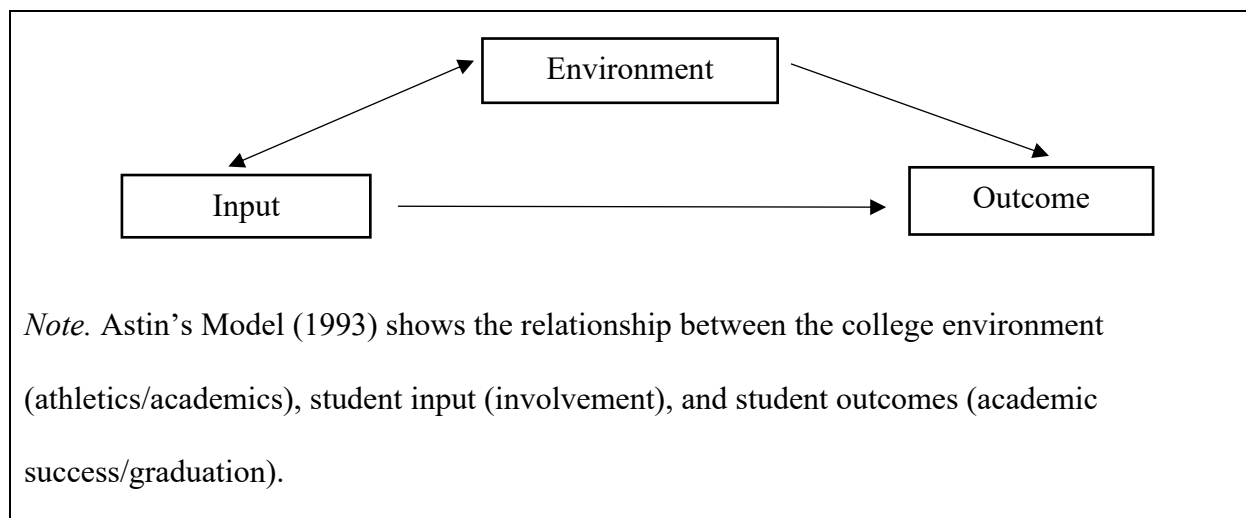 Environment
Input
Outcome
Note. Astin’s Model (1993) shows the relationship between the college environment
(athletics/academics), student input (involvement), and student outcomes (academic
success/graduation).